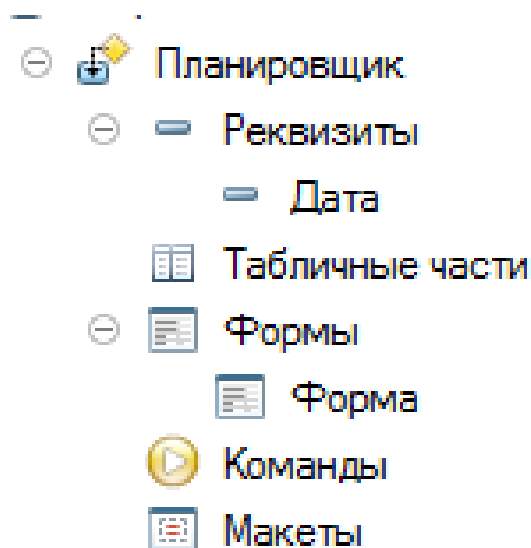 Планировщик
Реквизиты
Дата
Табличные части
Формы
Форма
Команды
Макеты